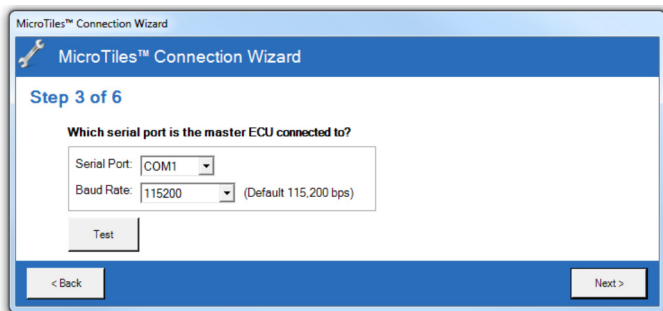 MicroTiles™ Connection Wizard
MicroTiles™ Connection Wizard
Step 3 of 6
Which serial port is the master ECU connected to?
Serial Port: COM1
Baud Rate: 115200 (Default 115,200 bps)
Test
< Back Next >